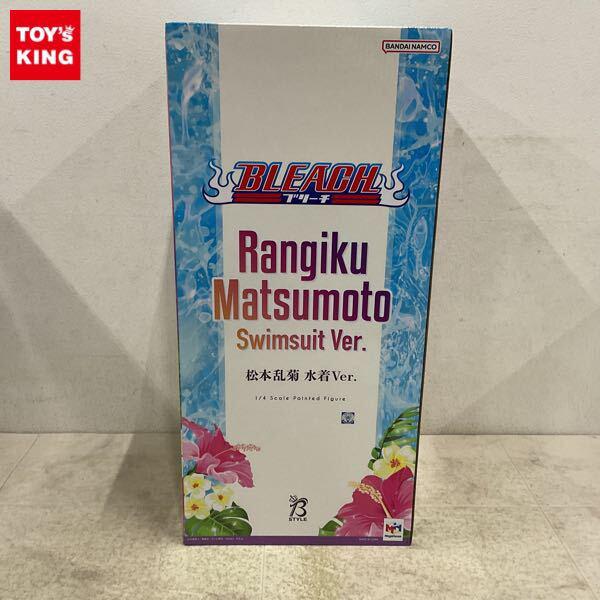 TOY's
KING
BANDAI NAMCO
BLEACH
ブリーチ
Rangiku
Matsumoto
Swimsuit Ver.
松本乱菊 水着Ver.
1/4 Scale Painted Figure
B
STYLE
MegaHouse